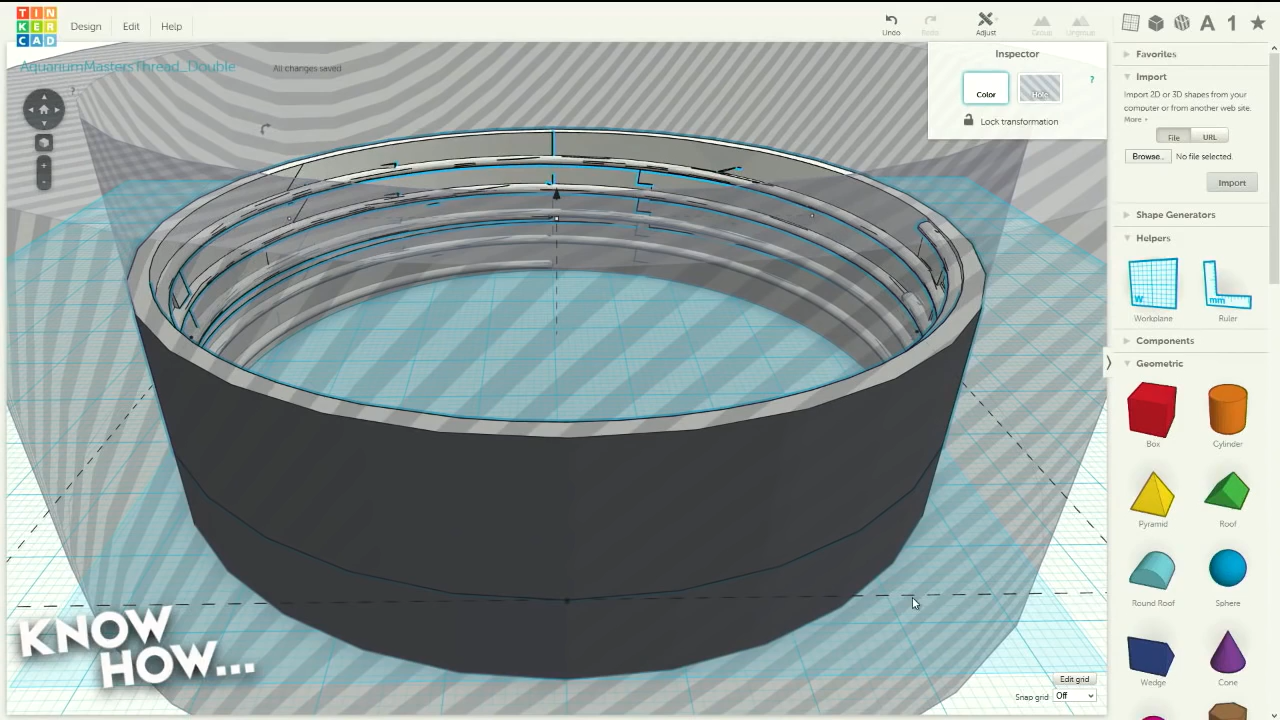 TIN
KER
CAD
Design
Edit
Help
Undo
Redo
Adjust
Group
Ungroup
A 1
AquariumMastersThread_Double
All changes saved
?
Inspector
Color
Hole
?
Lock transformation
Favorites
Import
Import 2D or 3D shapes from your
computer or from another web site.
More
File
URL
Browse..
No file selected.
Import
Shape Generators
Helpers
W
mm
Workplane
Ruler
Components
Geometric
Box
Cylinder
Pyramid
Roof
Round Roof
Sphere
Wedge
Cone
KNOW
HOW...
Edit grid
Snap grid
Off